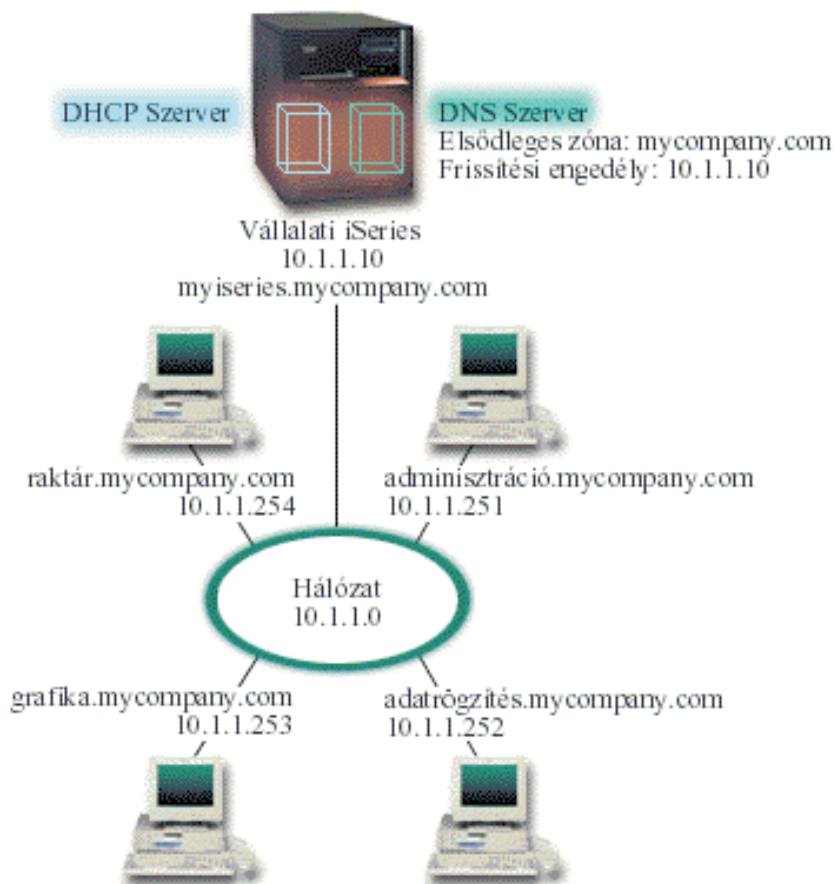 DHCP Szerver
DNS Szerver
Elsődleges zóna: mycompany.com
Frissítési engedély: 10.1.1.10
Vállalati iSeries
10.1.1.10
myiseries.mycompany.com
raktár.mycompany.com
10.1.1.254
adminisztráció.mycompany.com
10.1.1.251
Hálózat
10.1.1.0
grafika.mycompany.com
10.1.1.253
adatrögzítés.mycompany.com
10.1.1.252